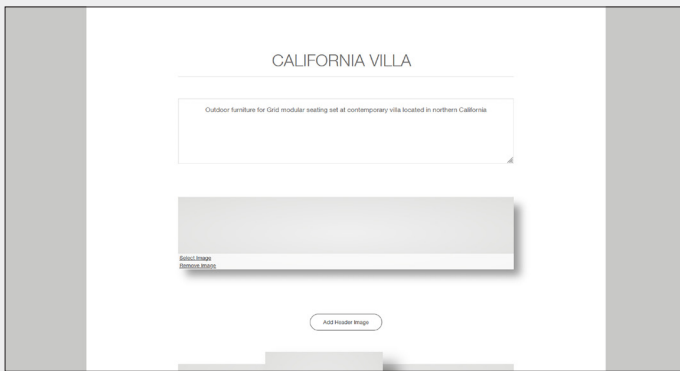 CALIFORNIA VILLA
Outdoor furniture for Grid modular seating set at contemporary villa located in northern California
Select Image
Remove Image
Add Header Image